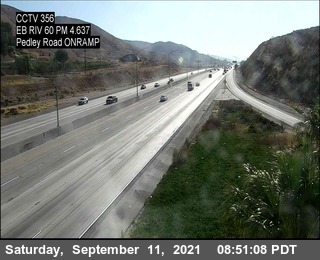 CCTV 356
EB RIV 60 PM 4.637
Pedley Road ONRAMP
Saturday, September 11, 2021 08:51:08 PDT